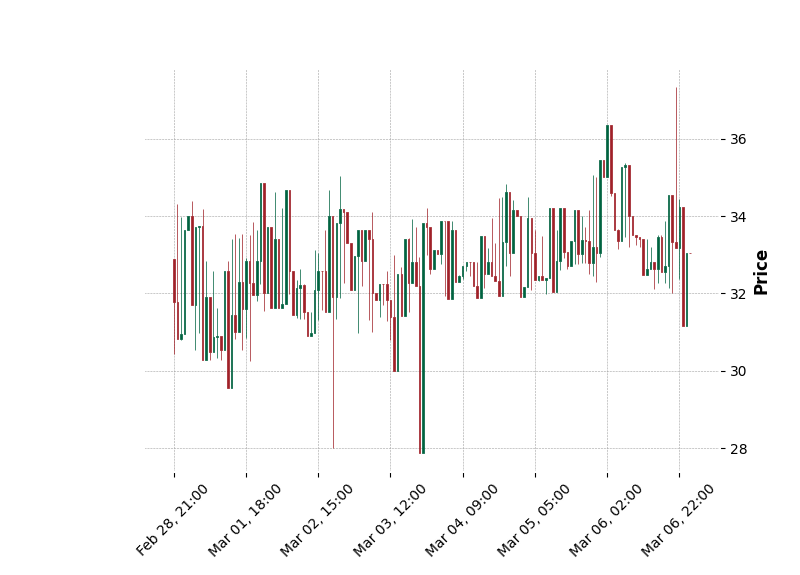 36
34
32
30
28
Price
Feb 28, 21:00
Mar 01, 18:00
Mar 02, 15:00
Mar 03, 12:00
Mar 04, 09:00
Mar 05, 05:00
Mar 06, 02:00
Mar 06, 22:00